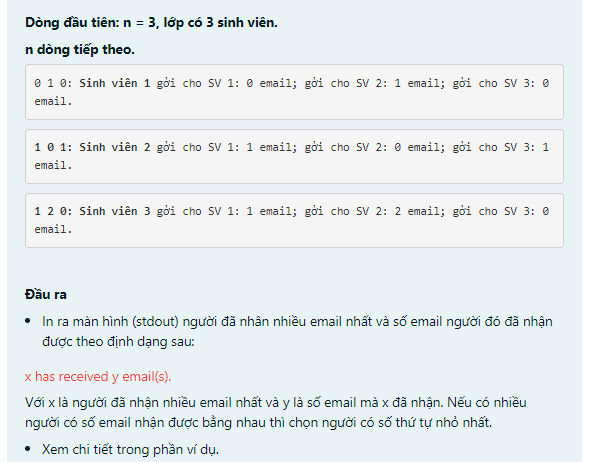 Dòng đầu tiên: n = 3, lớp có 3 sinh viên.
n dòng tiếp theo.
0 1 0: Sinh viên 1 gởi cho SV 1: 0 email; gởi cho SV 2: 1 email; gởi cho SV 3: 0
email.
1 0 1: Sinh viên 2 gởi cho SV 1: 1 email; gởi cho SV 2: 0 email; gởi cho SV 3: 1
email.
1 2 0: Sinh viên 3 gởi cho SV 1: 1 email; gởi cho SV 2: 2 email; gởi cho SV 3: 0
email.
Đầu ra
• In ra màn hình (stdout) người đã nhân nhiều email nhất và số email người đó đã nhận
được theo định dạng sau:
x has received y email(s).
Với x là người đã nhận nhiều email nhất và y là số email mà x đã nhận. Nếu có nhiều
người có số email nhận được bằng nhau thì chọn người có số thứ tự nhỏ nhất.
• Xem chi tiết trong phần ví dụ.